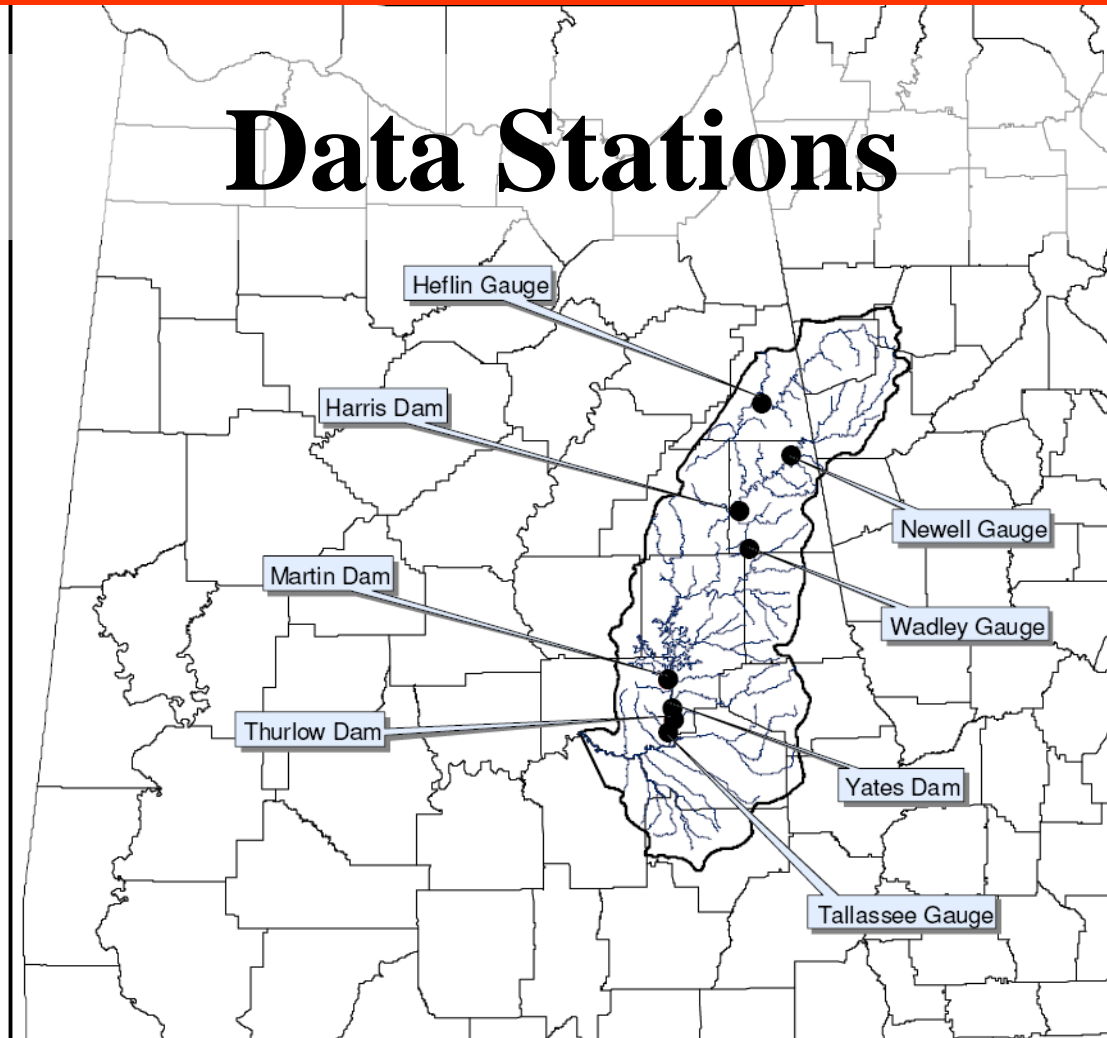 Data Stations
Heflin Gauge
Harris Dam
Newell Gauge
Martin Dam
Wadley Gauge
Thurlow Dam
Yates Dam
Tallassee Gauge